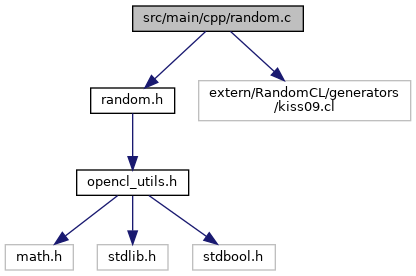 src/main/cpp/random.c
random.h
extern/RandomCL/generators
/kiss09.cl
opencl_utils.h
math.h
stdlib.h
stdbool.h